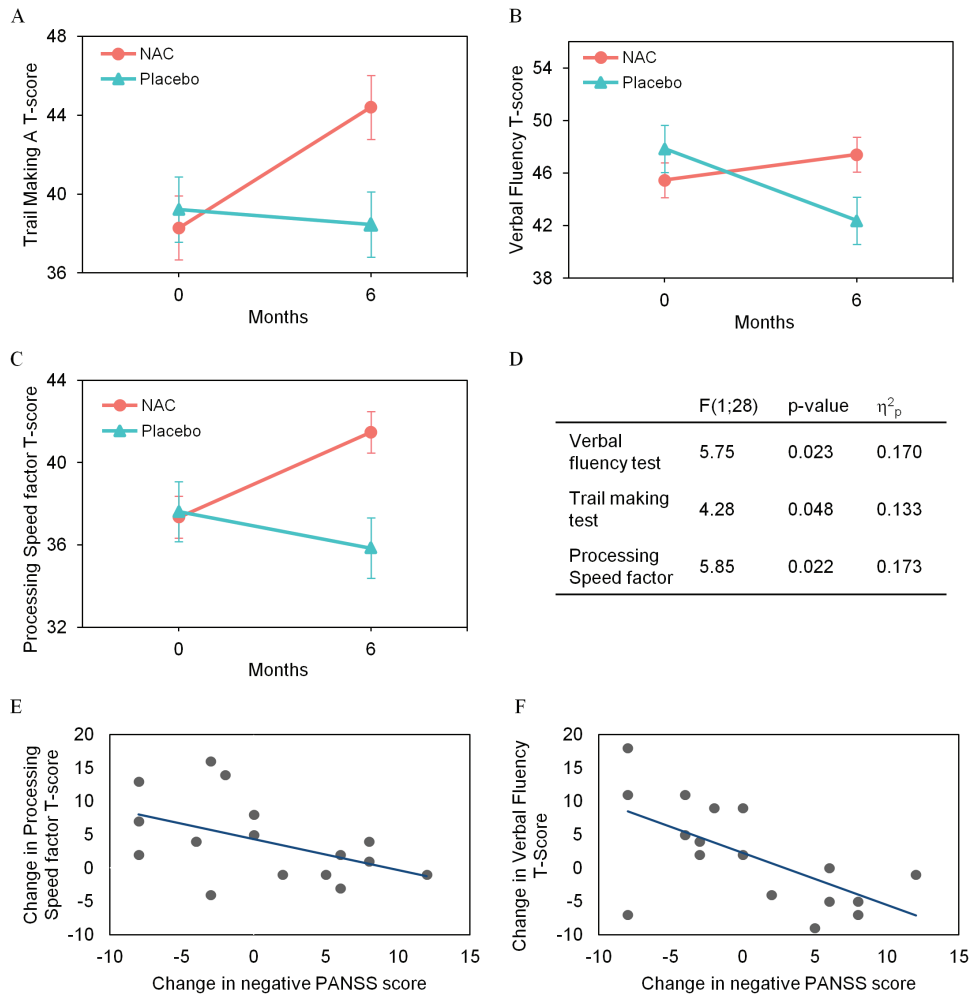 A
Trail Making A T-score
48
44
40
36
NAC
Placebo
0
6
Months
B
Verbal Fluency T-score
54
50
46
42
38
NAC
Placebo
0
6
Months
C
Processing Speed factor T-score
44
40
36
32
NAC
Placebo
0
6
Months
D
F(1;28) p-value η²p
Verbal
fluency test 5.75 0.023 0.170
Trail making
test 4.28 0.048 0.133
Processing
Speed factor 5.85 0.022 0.173
E
Change in Processing
Speed factor T-score
20
15
10
5
0
-5
-10
-10 -5 0 5 10 15
Change in negative PANSS score
F
Change in Verbal Fluency
T-Score
20
15
10
5
0
-5
-10
-10 -5 0 5 10 15
Change in negative PANSS score